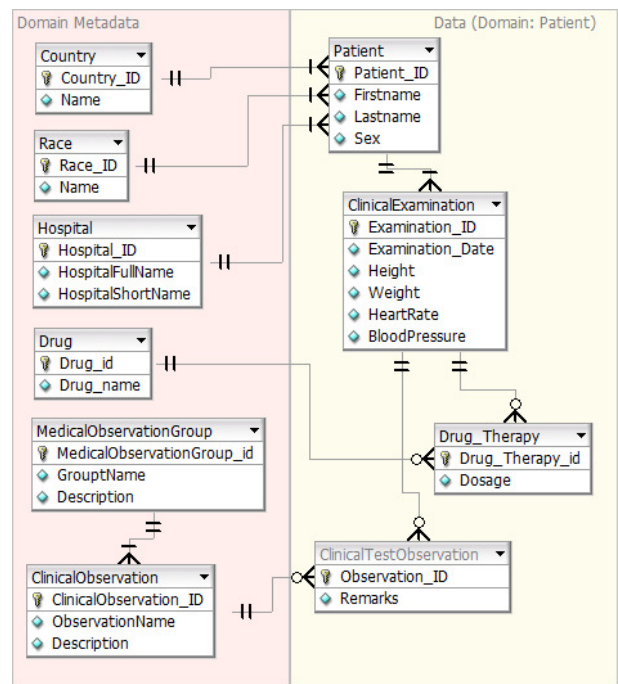 Domain Metadata
Data (Domain: Patient)
Country
Country_ID
Name
Race
Race_ID
Name
Hospital
Hospital_ID
HospitalFullName
HospitalShortName
Drug
Drug_id
Drug_name
MedicalObservationGroup
MedicalObservationGroup_id
GrouptName
Description
ClinicalObservation
ClinicalObservation_ID
ObservationName
Description
Patient
Patient_ID
Firstname
Lastname
Sex
ClinicalExamination
Examination_ID
Examination_Date
Height
Weight
HeartRate
BloodPressure
Drug_Therapy
Drug_Therapy_id
Dosage
ClinicalTestObservation
Observation_ID
Remarks